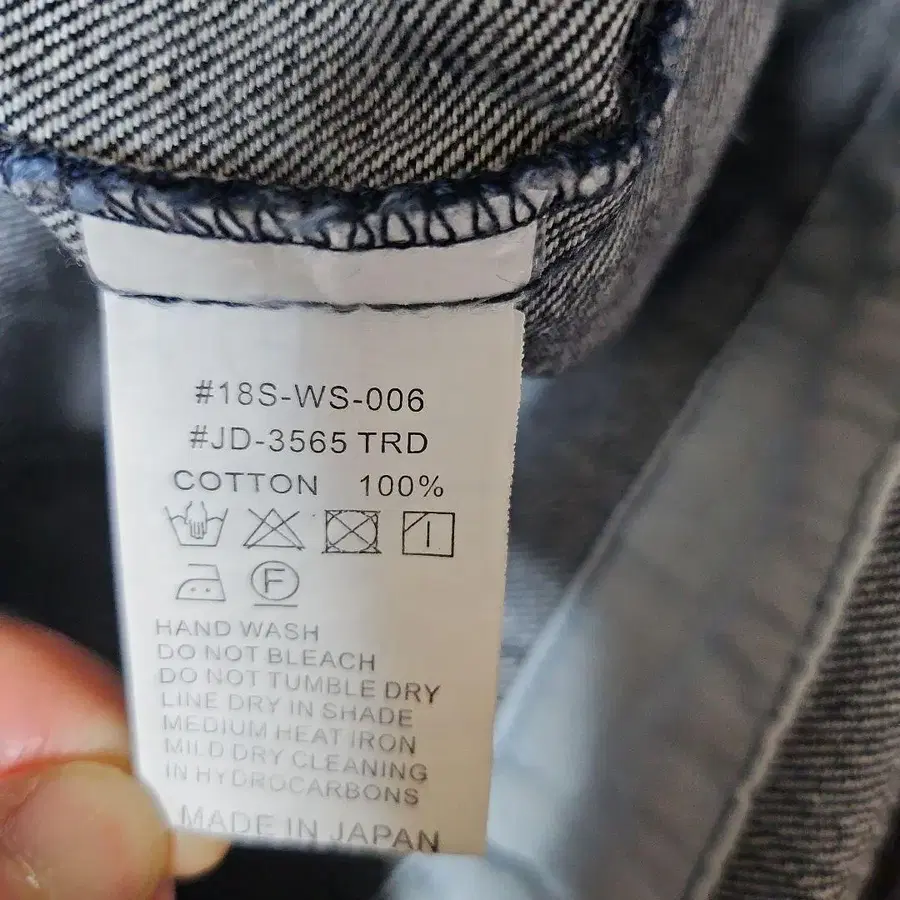 #18S-WS-006
#JD-3565 TRD
COTTON 100%
F
HAND WASH
DO NOT BLEACH
DO NOT TUMBLE DRY
LINE DRY IN SHADE
MEDIUM HEAT IRON
MILD DRY CLEANING
IN HYDROCARBONS
MADE IN JAPAN